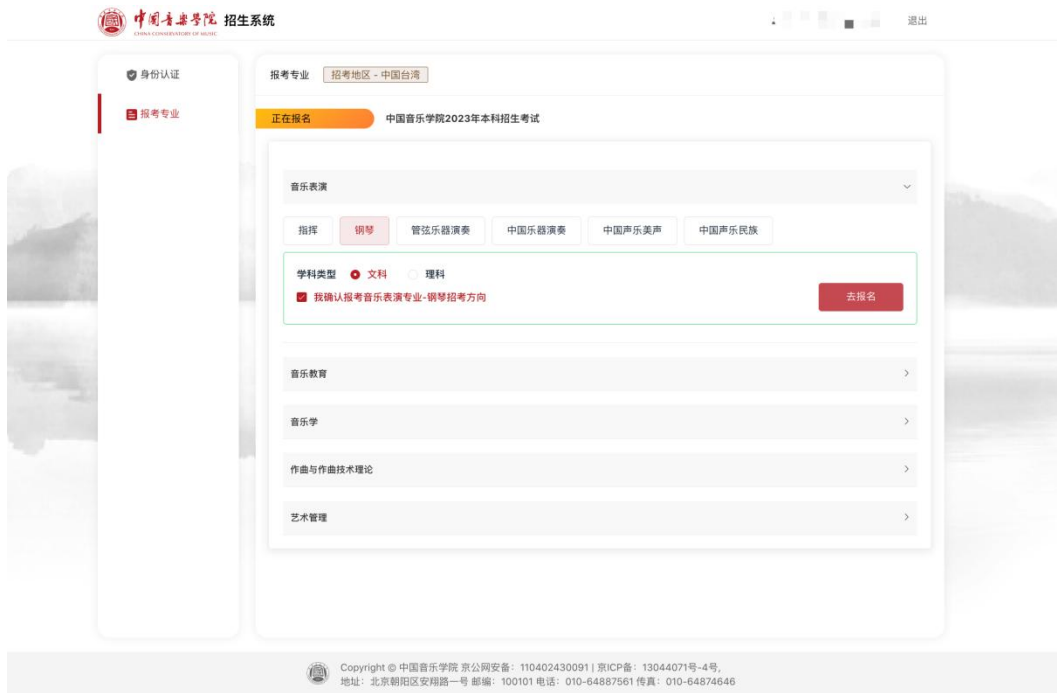 中国音乐学院 招生系统
CHINA CONSERVATORY OF MUSIC
退出
身份认证
报考专业
报考专业 招考地区 - 中国台湾
正在报名 中国音乐学院2023年本科招生考试
音乐表演
指挥 钢琴 管弦乐器演奏 中国乐器演奏 中国声乐美声 中国声乐民族
学科类型 文科 理科
我确认报考音乐表演专业-钢琴招考方向
去报名
音乐教育
音乐学
作曲与作曲技术理论
艺术管理
Copyright © 中国音乐学院 京公网安备：110402430091 | 京ICP备：13044071号-4号,
地址：北京朝阳区安翔路一号 邮编：100101 电话：010-64887561 传真：010-64874646